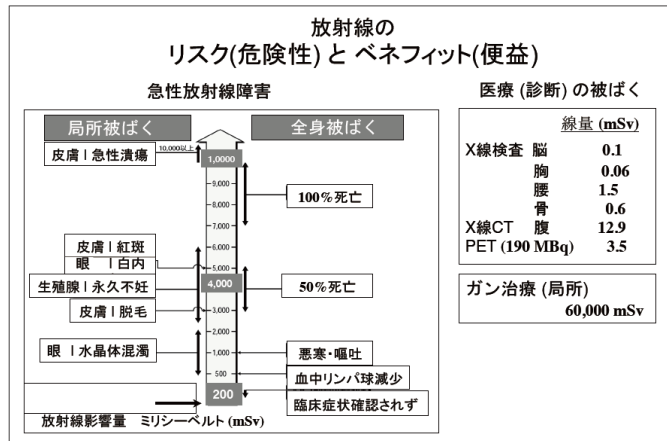 放射線の
リスク(危険性) と ベネフィット(便益)
急性放射線障害
局所被ばく
全身被ばく
皮膚 | 急性潰瘍
10,000以上
1,0000
9,000
8,000
7,000
6,000
5,000
4,000
3,000
2,000
1,000
500
200
100%死亡
皮膚 | 紅斑
眼 | 白内
生殖腺 | 永久不妊
50%死亡
皮膚 | 脱毛
眼 | 水晶体混濁
悪寒・嘔吐
血中リンパ球減少
臨床症状確認されず
放射線影響量 ミリシーベルト (mSv)
医療 (診断) の被ばく
線量 (mSv)
X線検査 脳 0.1
胸 0.06
腰 1.5
骨 0.6
X線CT 腹 12.9
PET (190 MBq) 3.5
ガン治療 (局所)
60,000 mSv